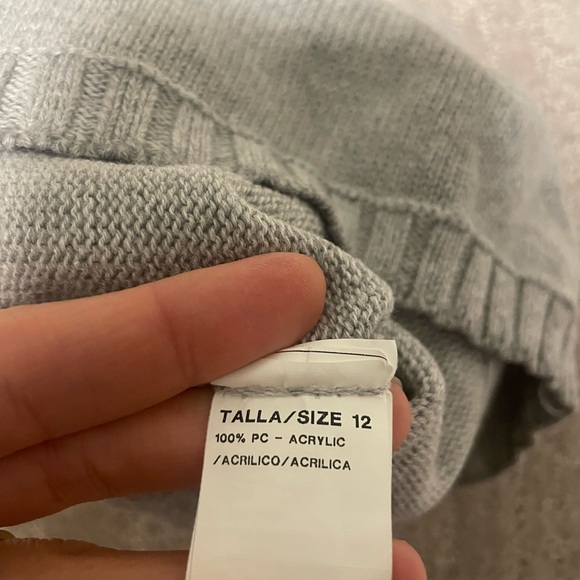 TALLA/SIZE 12
100% PC - ACRYLIC
/ACRILICO/ACRILICA